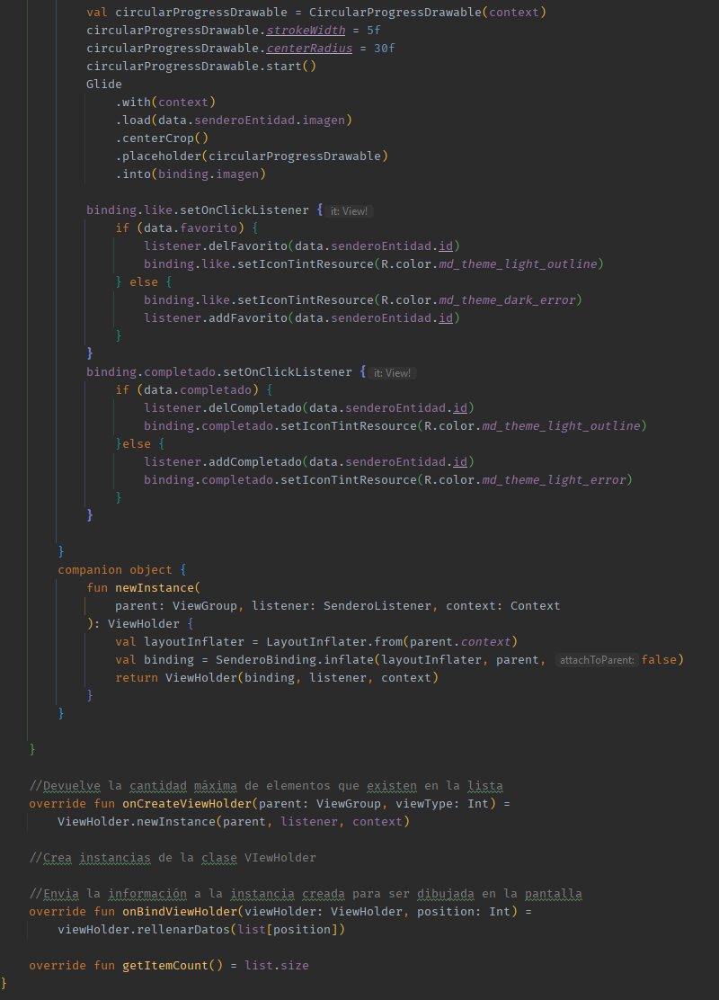 val circularProgressDrawable = CircularProgressDrawable(context)
circularProgressDrawable.strokeWidth = 5f
circularProgressDrawable.centerRadius = 30f
circularProgressDrawable.start()
Glide
.with(context)
.load(data.senderoEntidad.imagen)
.centerCrop()
.placeholder(circularProgressDrawable)
.into(binding.imagen)
binding.like.setOnClickListener { it: View!
if (data.favorito) {
listener.delFavorito(data.senderoEntidad.id)
binding.like.setIconTintResource(R.color.md_theme_light_outline)
} else {
binding.like.setIconTintResource(R.color.md_theme_dark_error)
listener.addFavorito(data.senderoEntidad.id)
}
}
binding.completado.setOnClickListener { it: View!
if (data.completado) {
listener.delCompletado(data.senderoEntidad.id)
binding.completado.setIconTintResource(R.color.md_theme_light_outline)
}else {
listener.addCompletado(data.senderoEntidad.id)
binding.completado.setIconTintResource(R.color.md_theme_light_error)
}
}
}
companion object {
fun newInstance(
parent: ViewGroup, listener: SenderoListener, context: Context
): ViewHolder {
val layoutInflater = LayoutInflater.from(parent.context)
val binding = SenderoBinding.inflate(layoutInflater, parent, attachToParent: false)
return ViewHolder(binding, listener, context)
}
}
}
//Devuelve la cantidad máxima de elementos que existen en la lista
override fun onCreateViewHolder(parent: ViewGroup, viewType: Int) =
ViewHolder.newInstance(parent, listener, context)
//Crea instancias de la clase VIewHolder
//Envia la información a la instancia creada para ser dibujada en la pantalla
override fun onBindViewHolder(viewHolder: ViewHolder, position: Int) =
viewHolder.rellenarDatos(list[position])
override fun getItemCount() = list.size
}